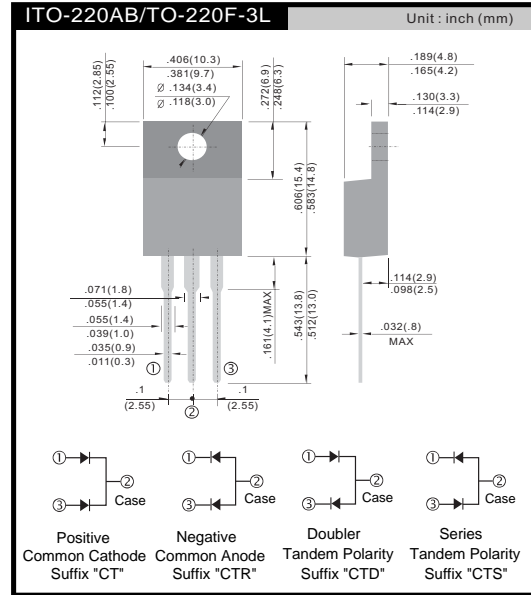 ITO-220AB/TO-220F-3L
Unit : inch (mm)
.406(10.3)
.381(9.7)
Ø .134(3.4)
Ø .118(3.0)
.112(2.85)
.100(2.55)
.272(6.9)
.248(6.3)
.189(4.8)
.165(4.2)
.130(3.3)
.114(2.9)
.606(15.4)
.583(14.8)
.071(1.8)
.055(1.4)
.055(1.4)
.039(1.0)
.035(0.9)
.011(0.3)
.161(4.1)MAX
.543(13.8)
.512(13.0)
.114(2.9)
.098(2.5)
.032(.8)
MAX
① ③
.1
(2.55)
②
.1
(2.55)
① ② ③ Case
① ② ③ Case
① ② ③ Case
① ② ③ Case
Positive
Common Cathode
Suffix "CT"
Negative
Common Anode
Suffix "CTR"
Doubler
Tandem Polarity
Suffix "CTD"
Series
Tandem Polarity
Suffix "CTS"